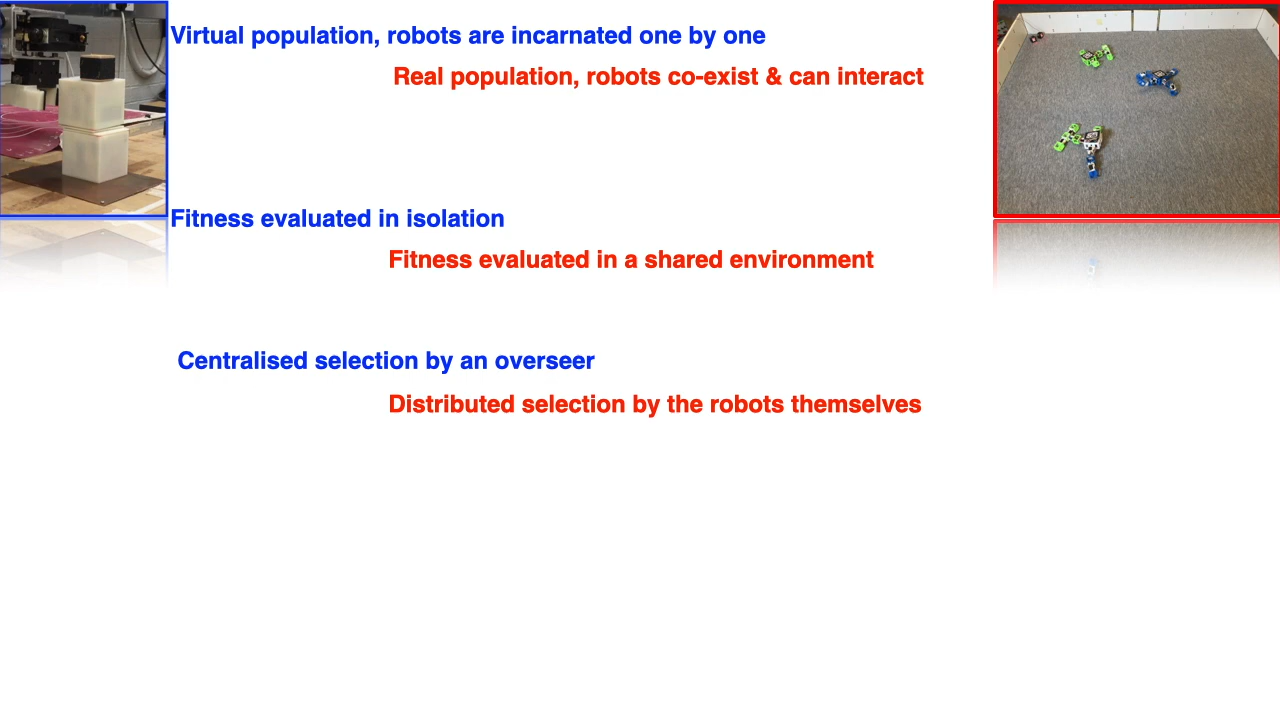 Virtual population, robots are incarnated one by one
Real population, robots co-exist & can interact
Fitness evaluated in isolation
Fitness evaluated in a shared environment
Centralised selection by an overseer
Distributed selection by the robots themselves